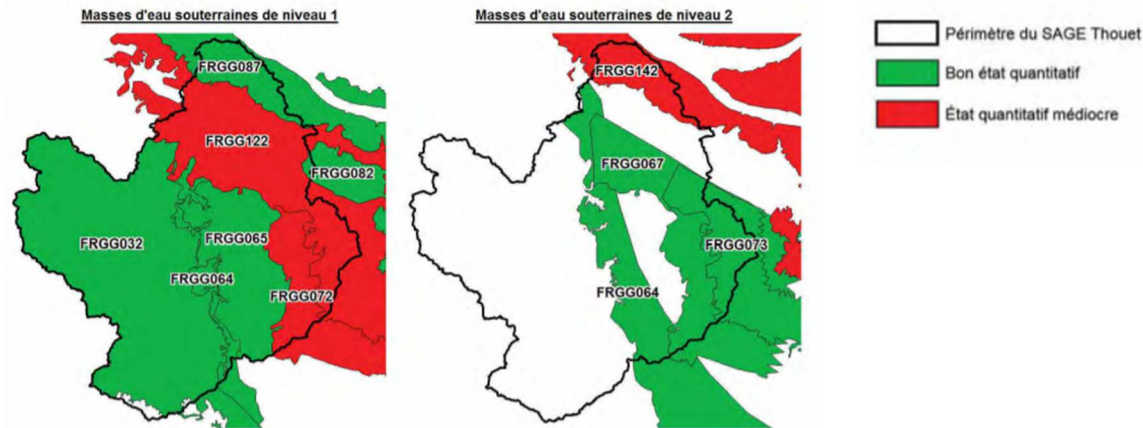 Masses d'eau souterraines de niveau 1
FRGG087
FRGG122
FRGG082
FRGG032
FRGG065
FRGG064
FRGG072
Masses d'eau souterraines de niveau 2
FRGG142
FRGG067
FRGG073
FRGG064
Périmètre du SAGE Thouet
Bon état quantitatif
État quantitatif médiocre